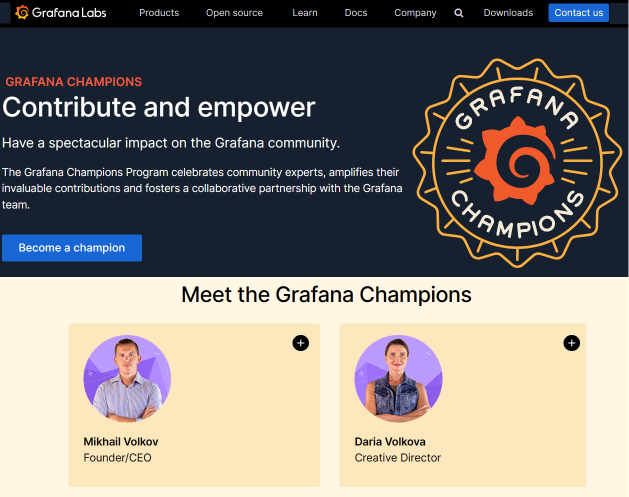 Grafana Labs
Products Open source Learn Docs Company Downloads Contact us
GRAFANA CHAMPIONS
Contribute and empower
Have a spectacular impact on the Grafana community.
The Grafana Champions Program celebrates community experts, amplifies their
invaluable contributions and fosters a collaborative partnership with the Grafana
team.
Become a champion
GRAFANA
CHAMPIONS
Meet the Grafana Champions
Mikhail Volkov
Founder/CEO
Daria Volkova
Creative Director